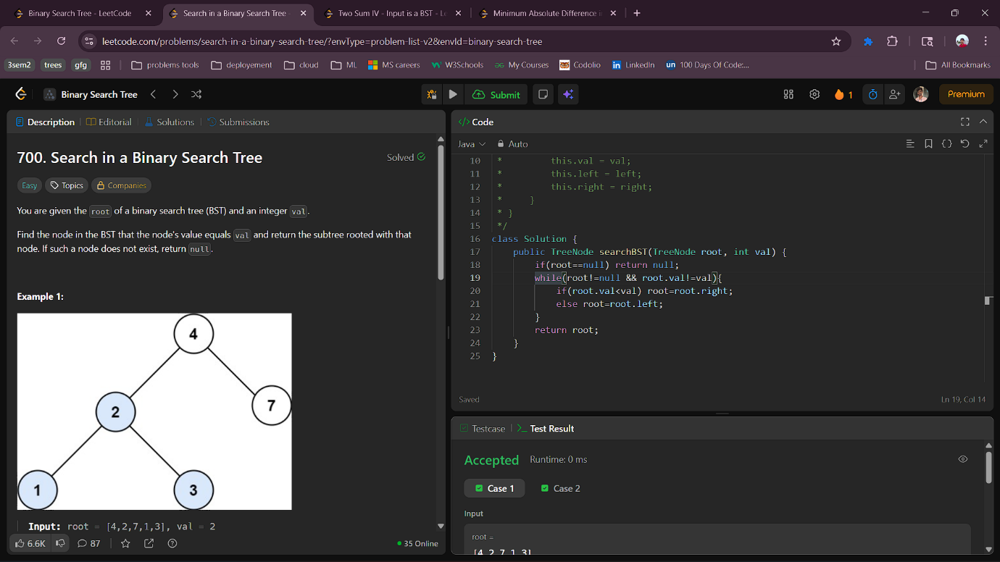 Binary Search Tree - LeetCode
Search in a Binary Search Tree -
Two Sum IV - Input is a BST - Le
Minimum Absolute Difference in
leetcode.com/problems/search-in-a-binary-search-tree/?envType=problem-list-v2&envId=binary-search-tree
3sem2 trees gfg problems tools deployement cloud ML MS careers W3Schools My Courses Codolio LinkedIn 100 Days Of Code:... All Bookmarks
Binary Search Tree Submit 1 Premium
Description | Editorial | Solutions | Submissions
700. Search in a Binary Search Tree
Solved
Easy Topics Companies
You are given the root of a binary search tree (BST) and an integer val.
Find the node in the BST that the node's value equals val and return the subtree rooted with that
node. If such a node does not exist, return null.
Example 1:
4
2
7
1
3
Input: root = [4,2,7,1,3], val = 2
6.6K 87 35 Online
</> Code
Java Auto
10 * this.val = val;
11 * this.left = left;
12 * this.right = right;
13 * }
14 * }
15 */
16 class Solution {
17 public TreeNode searchBST(TreeNode root, int val) {
18 if(root==null) return null;
19 while(root!=null && root.val!=val){
20 if(root.val<val) root=root.right;
21 else root=root.left;
22 }
23 return root;
24 }
25 }
Saved Ln 19, Col 14
Testcase | >_ Test Result
Accepted Runtime: 0 ms
Case 1 Case 2
Input
root =
[4,2,7,1,3]